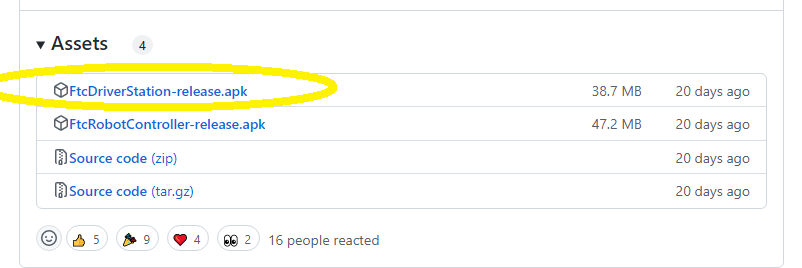 Assets 4
FtcDriverStation-release.apk 38.7 MB 20 days ago
FtcRobotController-release.apk 47.2 MB 20 days ago
Source code (zip) 20 days ago
Source code (tar.gz) 20 days ago
5 9 4 2 16 people reacted